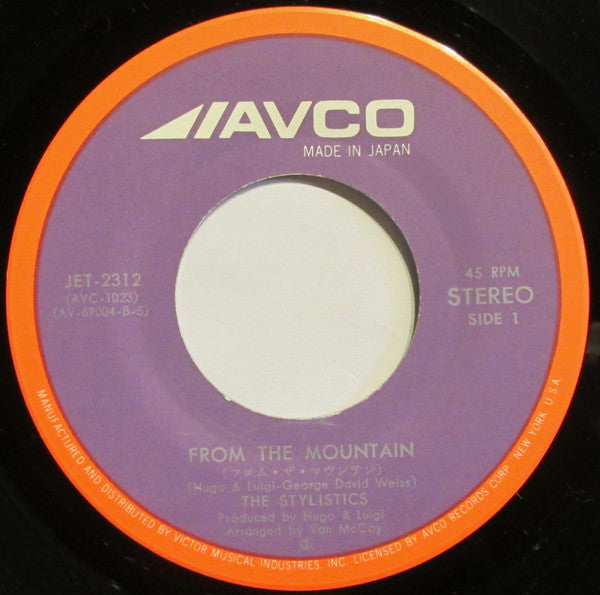 AVCO
MADE IN JAPAN
JET-2312
(AVC-1023)
(AV-69004-B-5)
45 RPM
STEREO
SIDE 1
FROM THE MOUNTAIN
(フロム・ザ・マウンテン)
(Hugo & Luigi-George David Weiss)
THE STYLISTICS
Produced by Hugo & Luigi
Arranged by Van McCoy
①
MANUFACTURED AND DISTRIBUTED BY VICTOR MUSICAL INDUSTRIES, INC. LICENSED BY AVCO RECORDS CORP. NEW YORK, U.S.A.